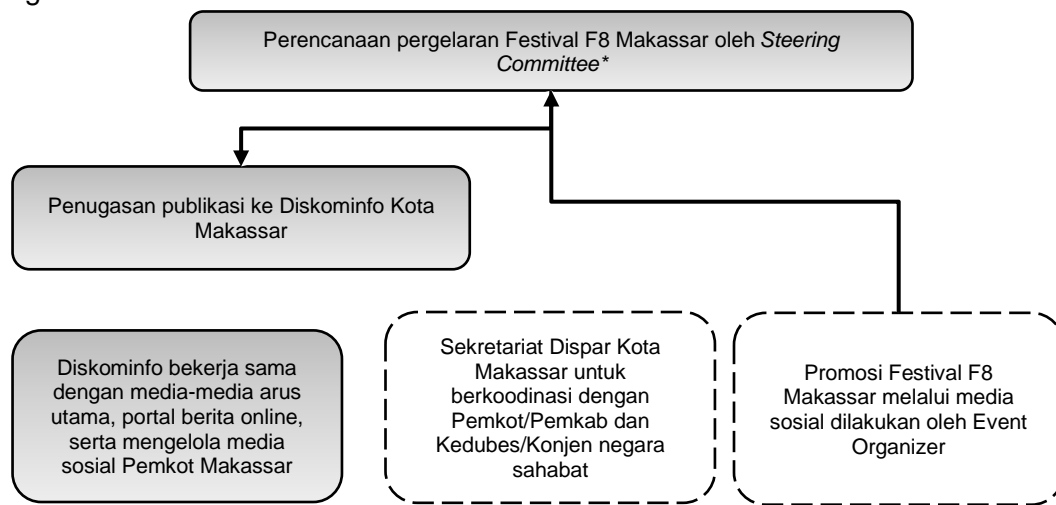 Perencanaan pergelaran Festival F8 Makassar oleh Steering
Committee*
Penugasan publikasi ke Diskominfo Kota
Makassar
Diskominfo bekerja sama
dengan media-media arus
utama, portal berita online,
serta mengelola media
sosial Pemkot Makassar
Sekretariat Dispar Kota
Makassar untuk
berkoodinasi dengan
Pemkot/Pemkab dan
Kedubes/Konjen negara
sahabat
Promosi Festival F8
Makassar melalui media
sosial dilakukan oleh Event
Organizer